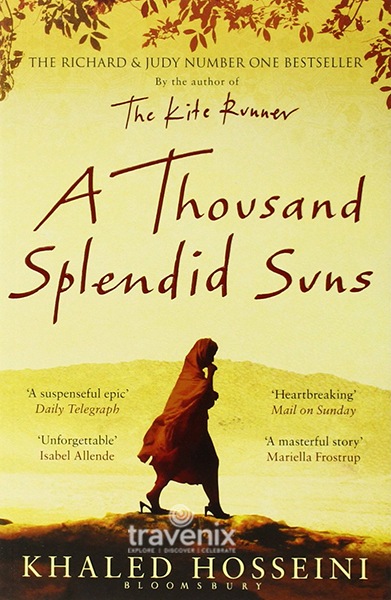 THE RICHARD & JUDY NUMBER ONE BESTSELLER
By the author of
The Kite Runner
A Thousand
Splendid Suns
‘A suspenseful epic’
Daily Telegraph
‘Unforgettable’
Isabel Allende
‘Heartbreaking’
Mail on Sunday
‘A masterful story’
Mariella Frostrup
travenix
EXPLORE | DISCOVER | CELEBRATE
KHALED HOSSEINI
BLOOMSBURY